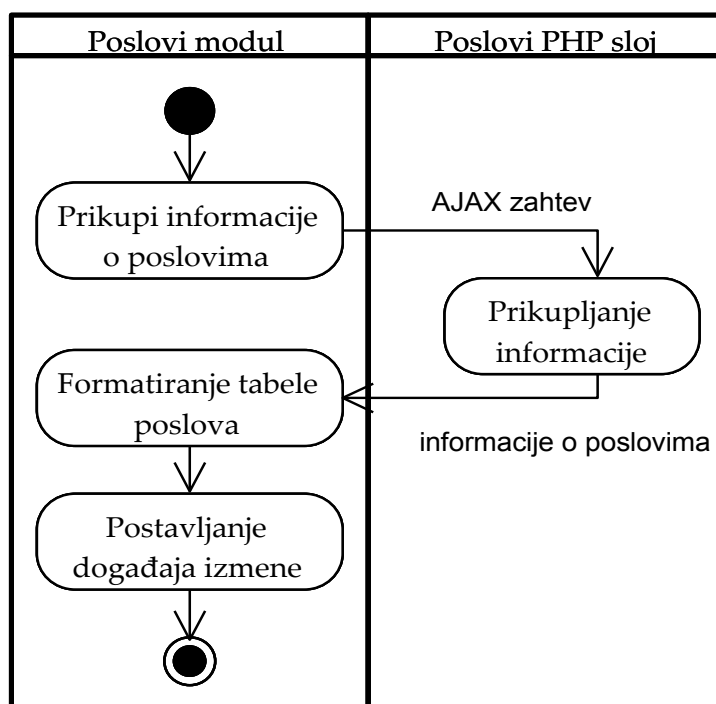 Poslovi modul
Poslovi PHP sloj
Prikupi informacije
o poslovima
AJAX zahtev
Prikupljanje
informacije
Formatiranje tabele
poslova
informacije o poslovima
Postavljanje
događaja izmene